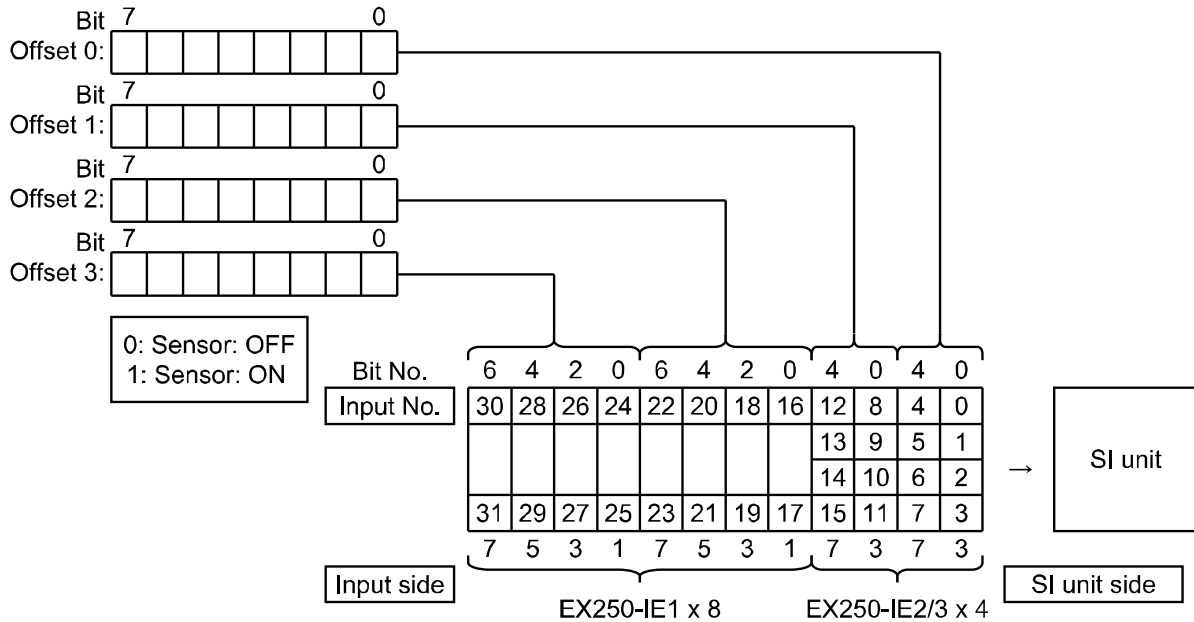 Bit 7 0
Offset 0:
Bit 7 0
Offset 1:
Bit 7 0
Offset 2:
Bit 7 0
Offset 3:
0: Sensor: OFF
1: Sensor: ON
Bit No. 6 4 2 0 6 4 2 0 4 0 4 0
Input No. 30 28 26 24 22 20 18 16 12 8 4 0
13 9 5 1
→ SI unit
14 10 6 2
31 29 27 25 23 21 19 17 15 11 7 3
7 5 3 1 7 5 3 1 7 3 7 3
Input side SI unit side
EX250-IE1 x 8 EX250-IE2/3 x 4